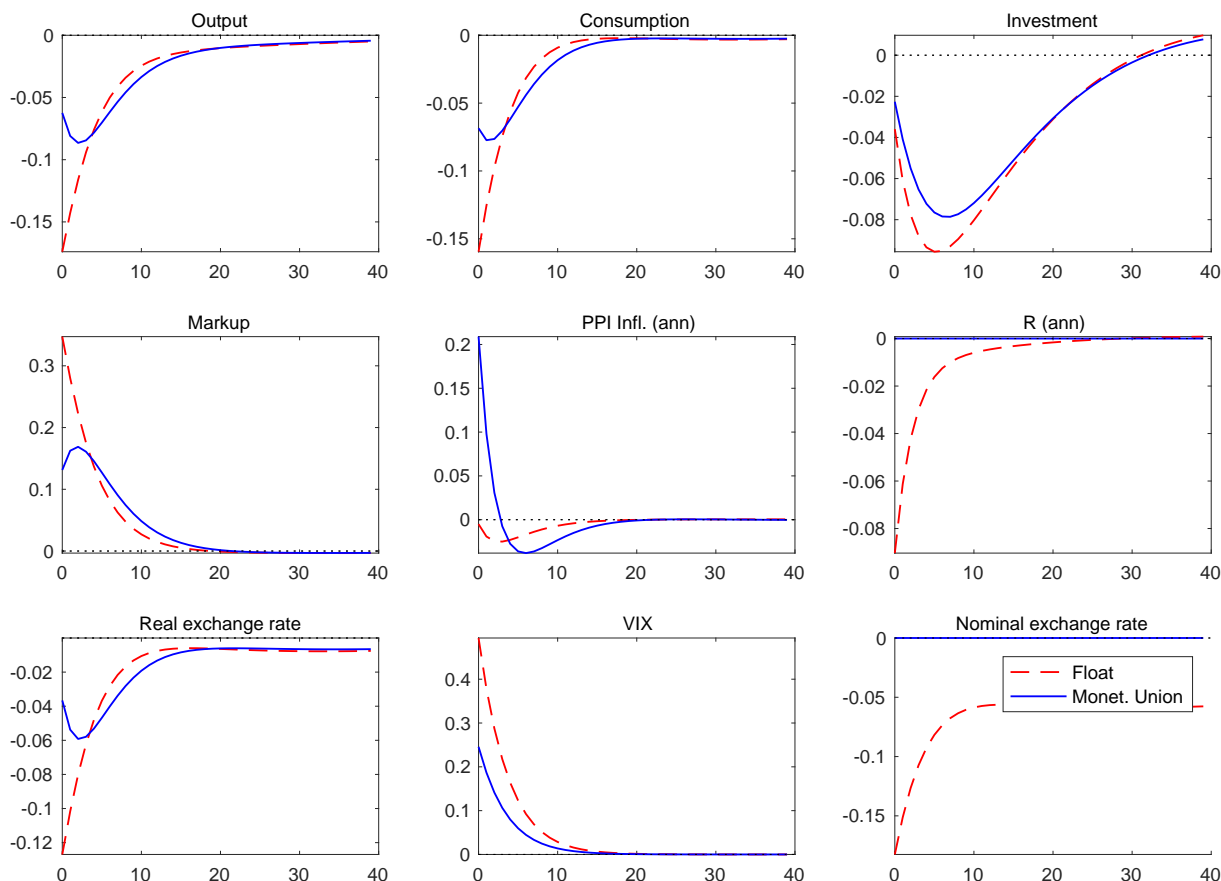 Output
0
-0.05
-0.1
-0.15
0 10 20 30 40
Consumption
0
-0.05
-0.1
-0.15
0 10 20 30 40
Investment
0
-0.02
-0.04
-0.06
-0.08
0 10 20 30 40
Markup
0.3
0.2
0.1
0
0 10 20 30 40
PPI Infl. (ann)
0.2
0.15
0.1
0.05
0
0 10 20 30 40
R (ann)
0
-0.02
-0.04
-0.06
-0.08
0 10 20 30 40
Real exchange rate
-0.02
-0.04
-0.06
-0.08
-0.1
-0.12
0 10 20 30 40
VIX
0.4
0.3
0.2
0.1
0
0 10 20 30 40
Nominal exchange rate
0
-0.05
-0.1
-0.15
0 10 20 30 40
Float
Monet. Union